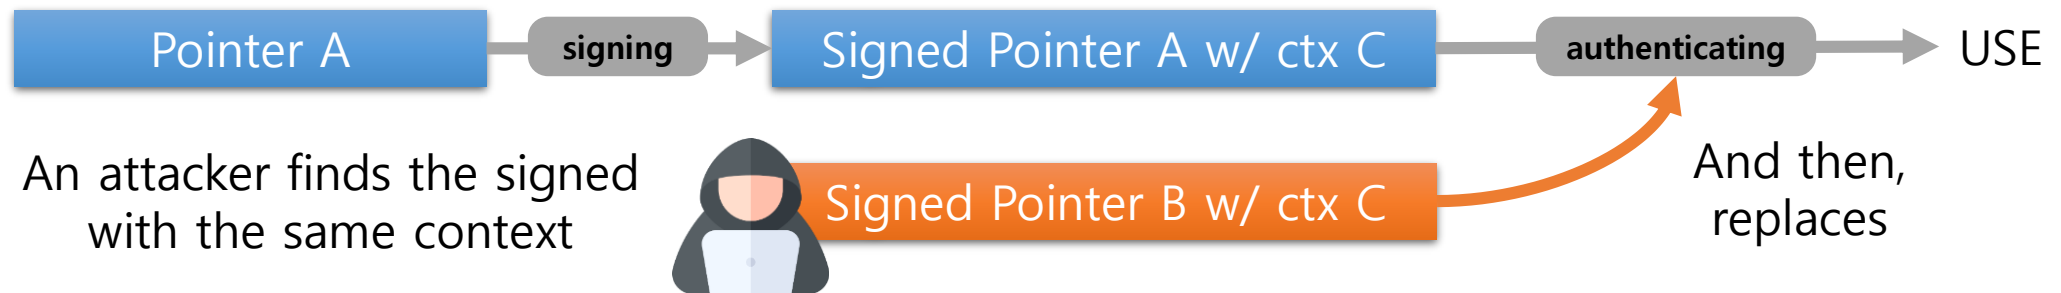 Pointer A
signing
Signed Pointer A w/ ctx C
authenticating
USE
An attacker finds the signed
with the same context
Signed Pointer B w/ ctx C
And then,
replaces